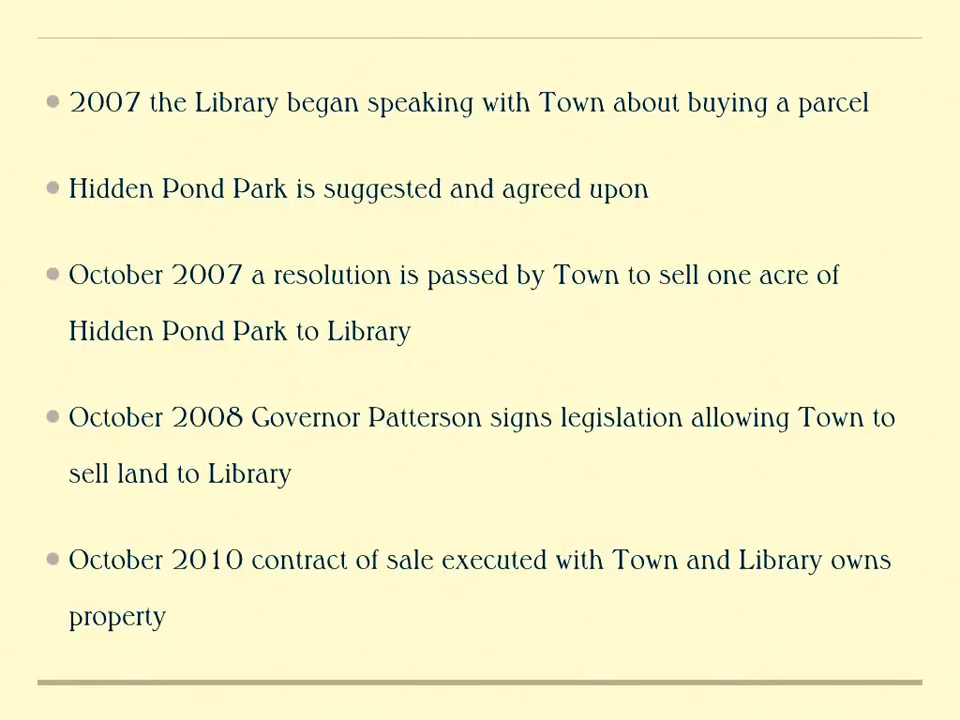 2007 the Library began speaking with Town about buying a parcel
Hidden Pond Park is suggested and agreed upon
October 2007 a resolution is passed by Town to sell one acre of
Hidden Pond Park to Library
October 2008 Governor Patterson signs legislation allowing Town to
sell land to Library
October 2010 contract of sale executed with Town and Library owns
property